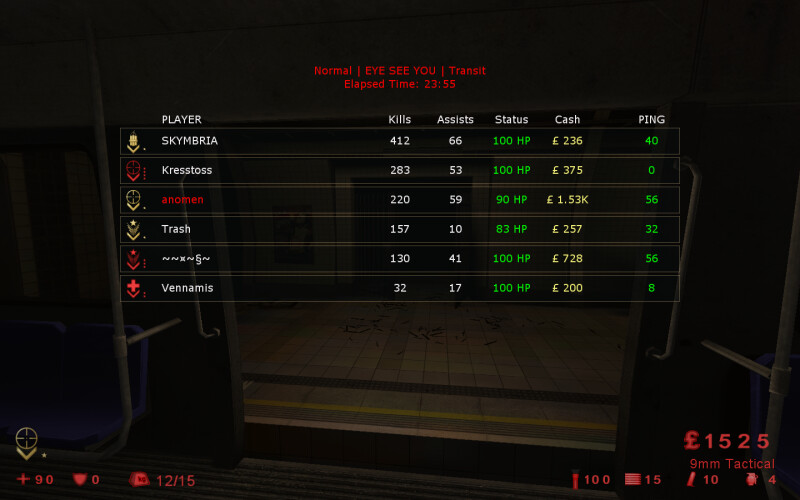 Normal | EYE SEE YOU | Transit
Elapsed Time: 23:55
PLAYER Kills Assists Status Cash PING
SKYMBRIA 412 66 100 HP £ 236 40
Kresstoss 283 53 100 HP £ 375 0
anomen 220 59 90 HP £ 1.53K 56
Trash 157 10 83 HP £ 257 32
~~¤~§~ 130 41 100 HP £ 728 56
Vennamis 32 17 100 HP £ 200 8
£1525
9mm Tactical
90 0 12/15 100 15 10 4